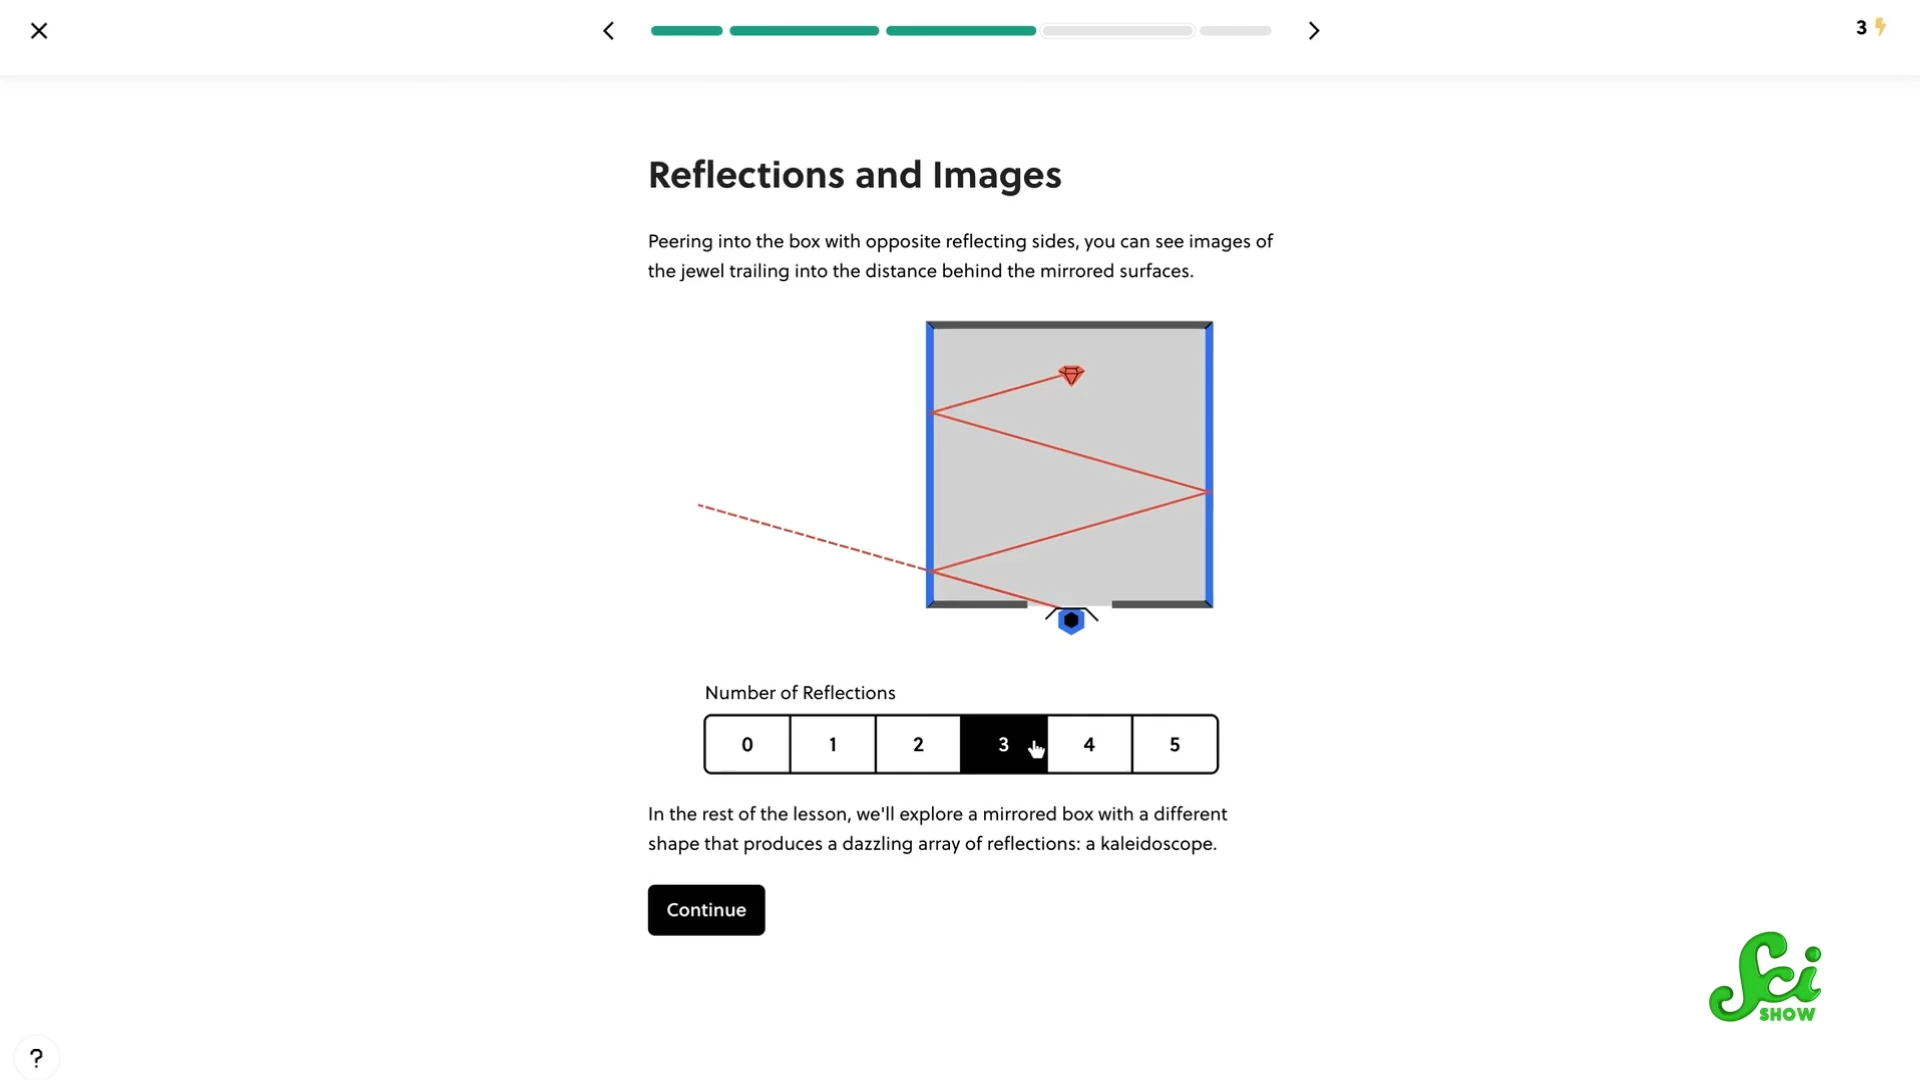 3
Reflections and Images
Peering into the box with opposite reflecting sides, you can see images of
the jewel trailing into the distance behind the mirrored surfaces.
Number of Reflections
0 1 2 3 4 5
In the rest of the lesson, we'll explore a mirrored box with a different
shape that produces a dazzling array of reflections: a kaleidoscope.
Continue
Sci
SHOW
?